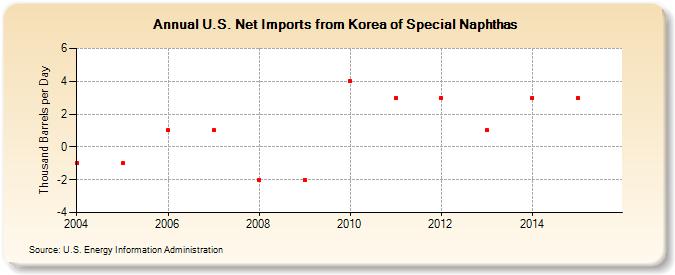 Annual U.S. Net Imports from Korea of Special Naphthas
Thousand Barrels per Day
6
4
2
0
-2
-4
2004 2006 2008 2010 2012 2014
Source: U.S. Energy Information Administration